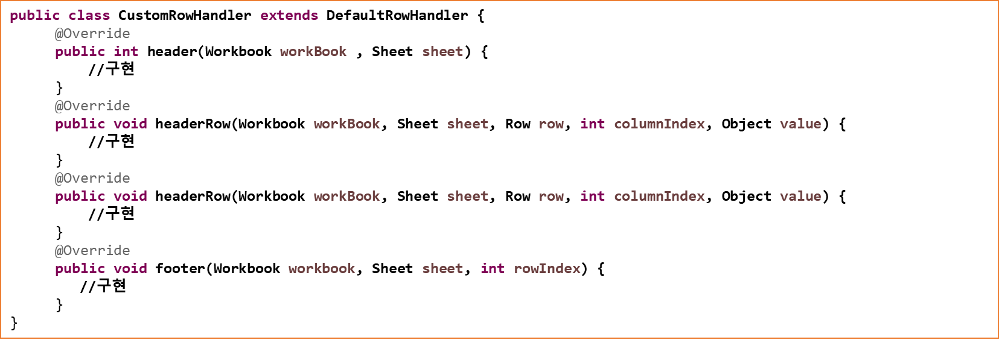 public class CustomRowHandler extends DefaultRowHandler {
@Override
public int header(Workbook workBook , Sheet sheet) {
//구현
}
@Override
public void headerRow(Workbook workBook, Sheet sheet, Row row, int columnIndex, Object value) {
//구현
}
@Override
public void headerRow(Workbook workBook, Sheet sheet, Row row, int columnIndex, Object value) {
//구현
}
@Override
public void footer(Workbook workbook, Sheet sheet, int rowIndex) {
//구현
}
}